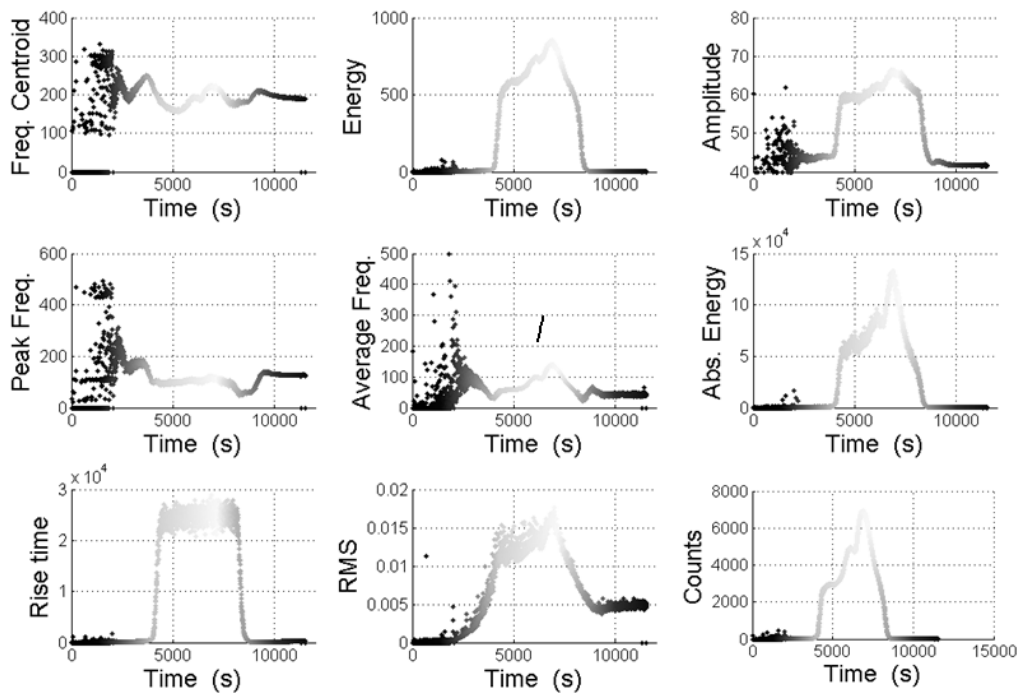 400
300
200
100
0
0 5000 10000
Freq. Centroid
Time (s)
1000
500
0
0 5000 10000
Energy
Time (s)
80
70
60
50
40
0 5000 10000
Amplitude
Time (s)
600
400
200
0
0 5000 10000
Peak Freq.
Time (s)
500
400
300
200
100
0
0 5000 10000
Average Freq.
Time (s)
x 10^4
15
10
5
0
0 5000 10000
Abs. Energy
Time (s)
x 10^4
3
2
1
0
0 5000 10000
Rise time
Time (s)
0.02
0.015
0.01
0.005
0
0 5000 10000
RMS
Time (s)
8000
6000
4000
2000
0
0 5000 10000 15000
Counts
Time (s)